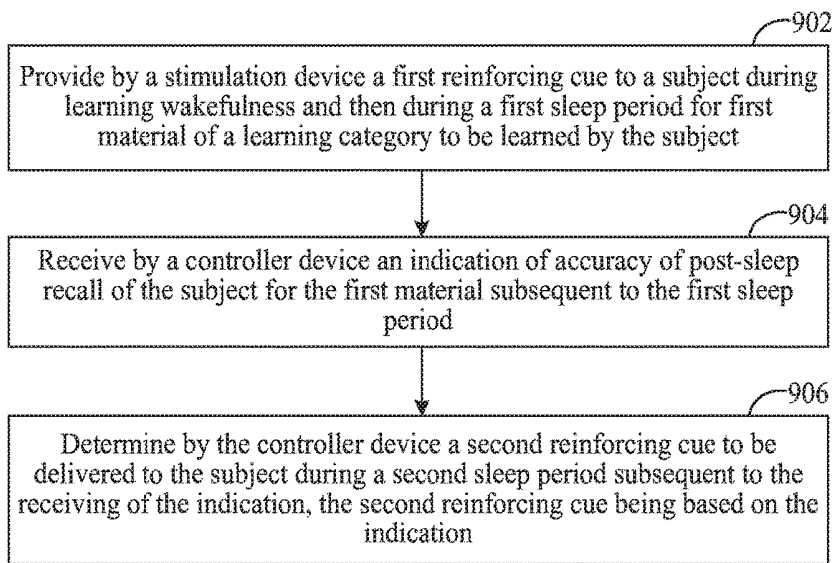 902
Provide by a stimulation device a first reinforcing cue to a subject during
learning wakefulness and then during a first sleep period for first
material of a learning category to be learned by the subject
904
Receive by a controller device an indication of accuracy of post-sleep
recall of the subject for the first material subsequent to the first sleep
period
906
Determine by the controller device a second reinforcing cue to be
delivered to the subject during a second sleep period subsequent to the
receiving of the indication, the second reinforcing cue being based on the
indication